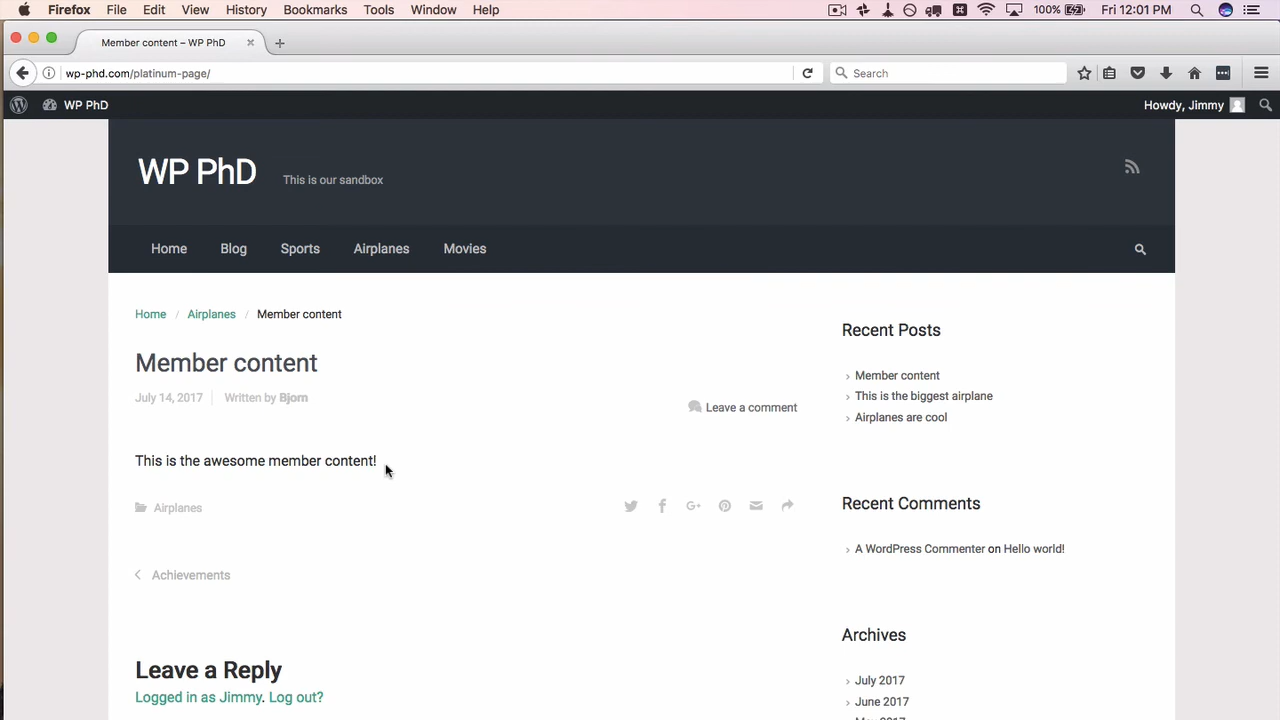 Firefox File Edit View History Bookmarks Tools Window Help 100% Fri 12:01 PM
Member content – WP PhD
wp-phd.com/platinum-page/ Search
WP PhD Howdy, Jimmy
WP PhD This is our sandbox
Home Blog Sports Airplanes Movies
Home / Airplanes / Member content
Member content
July 14, 2017 Written by Bjorn
Leave a comment
This is the awesome member content!
Airplanes
Achievements
Leave a Reply
Logged in as Jimmy. Log out?
Recent Posts
Member content
This is the biggest airplane
Airplanes are cool
Recent Comments
A WordPress Commenter on Hello world!
Archives
July 2017
June 2017